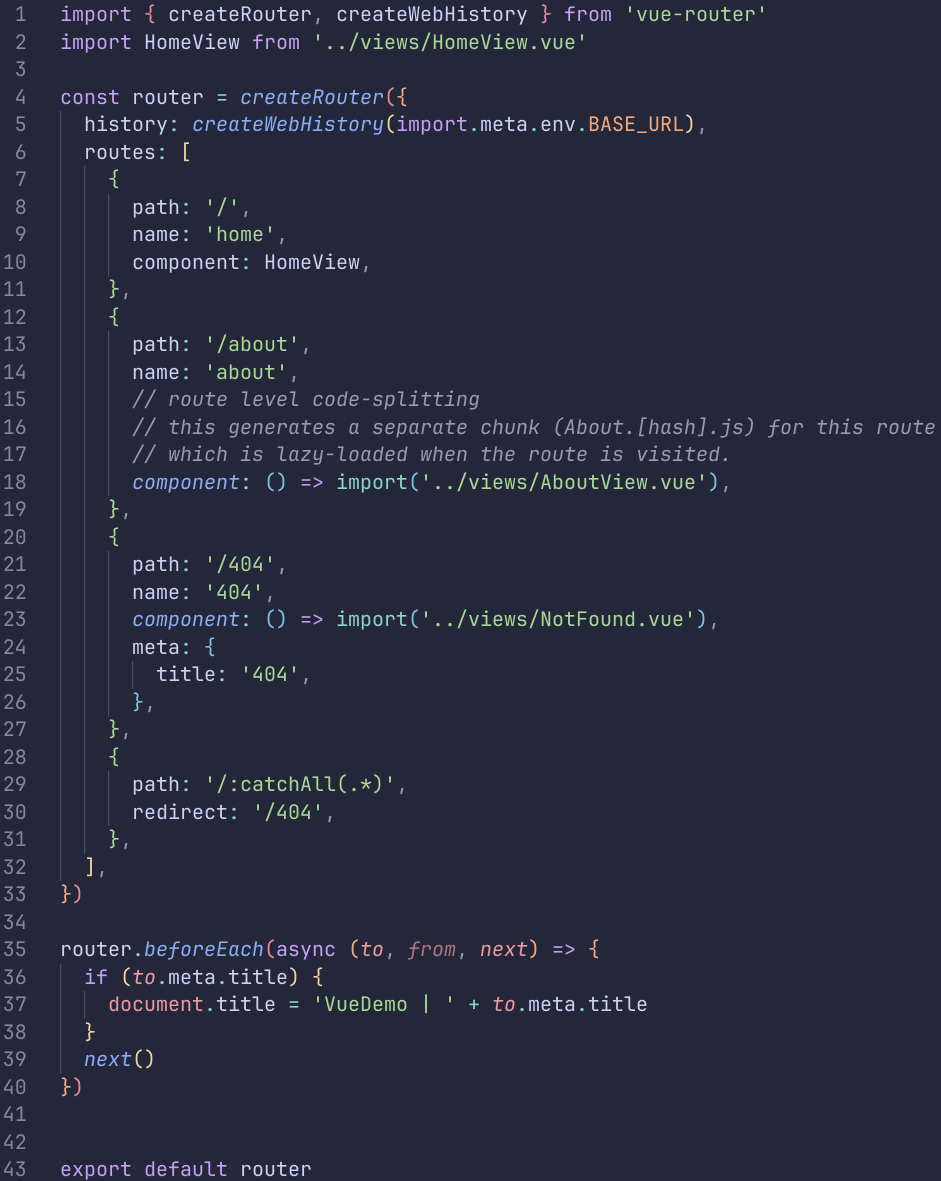 1 import { createRouter, createWebHistory } from 'vue-router'
2 import HomeView from '../views/HomeView.vue'
3
4 const router = createRouter({
5   history: createWebHistory(import.meta.env.BASE_URL),
6   routes: [
7     {
8       path: '/',
9       name: 'home',
10       component: HomeView,
11     },
12     {
13       path: '/about',
14       name: 'about',
15       // route level code-splitting
16       // this generates a separate chunk (About.[hash].js) for this route
17       // which is lazy-loaded when the route is visited.
18       component: () => import('../views/AboutView.vue'),
19     },
20     {
21       path: '/404',
22       name: '404',
23       component: () => import('../views/NotFound.vue'),
24       meta: {
25         title: '404',
26       },
27     },
28     {
29       path: '/:catchAll(.*)',
30       redirect: '/404',
31     },
32   ],
33 })
34
35 router.beforeEach(async (to, from, next) => {
36   if (to.meta.title) {
37     document.title = 'VueDemo | ' + to.meta.title
38   }
39   next()
40 })
41
42
43 export default router